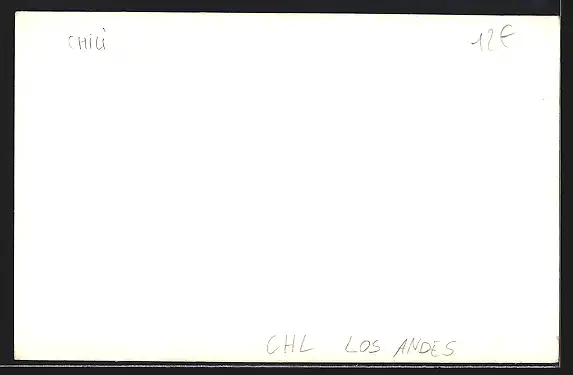 CHILI
12€
CHL LOS ANDES